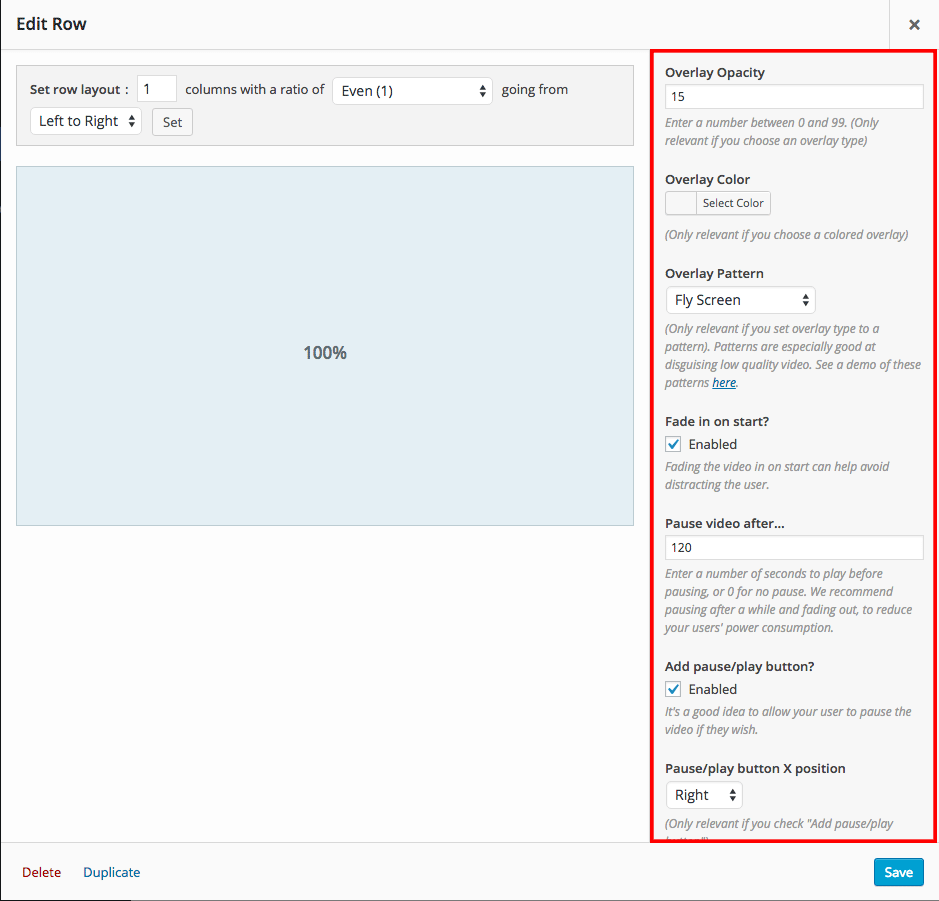 Edit Row
Set row layout : 1 columns with a ratio of Even (1) going from
Left to Right Set
100%
Overlay Opacity
15
Enter a number between 0 and 99. (Only
relevant if you choose an overlay type)
Overlay Color
Select Color
(Only relevant if you choose a colored overlay)
Overlay Pattern
Fly Screen
(Only relevant if you set overlay type to a
pattern). Patterns are especially good at
disguising low quality video. See a demo of these
patterns here.
Fade in on start?
Enabled
Fading the video in on start can help avoid
distracting the user.
Pause video after...
120
Enter a number of seconds to play before
pausing, or 0 for no pause. We recommend
pausing after a while and fading out, to reduce
your users' power consumption.
Add pause/play button?
Enabled
It's a good idea to allow your user to pause the
video if they wish.
Pause/play button X position
Right
(Only relevant if you check "Add pause/play
Delete Duplicate
Save